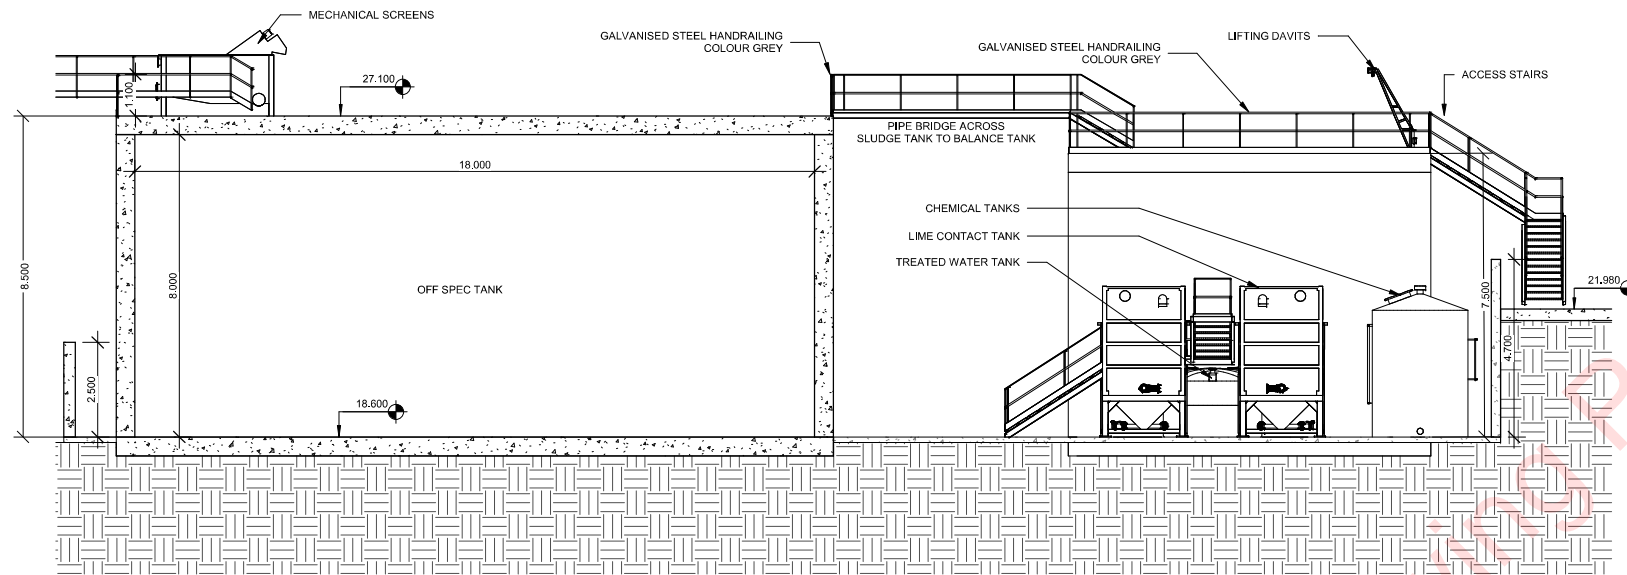 MECHANICAL SCREENS
GALVANISED STEEL HANDRAILING
COLOUR GREY
GALVANISED STEEL HANDRAILING
COLOUR GREY
LIFTING DAVITS
ACCESS STAIRS
27.100
1.100
PIPE BRIDGE ACROSS
SLUDGE TANK TO BALANCE TANK
18.000
CHEMICAL TANKS
LIME CONTACT TANK
TREATED WATER TANK
8.500
8.000
OFF SPEC TANK
21.980
7.500
4.700
2.500
18.600
ing P